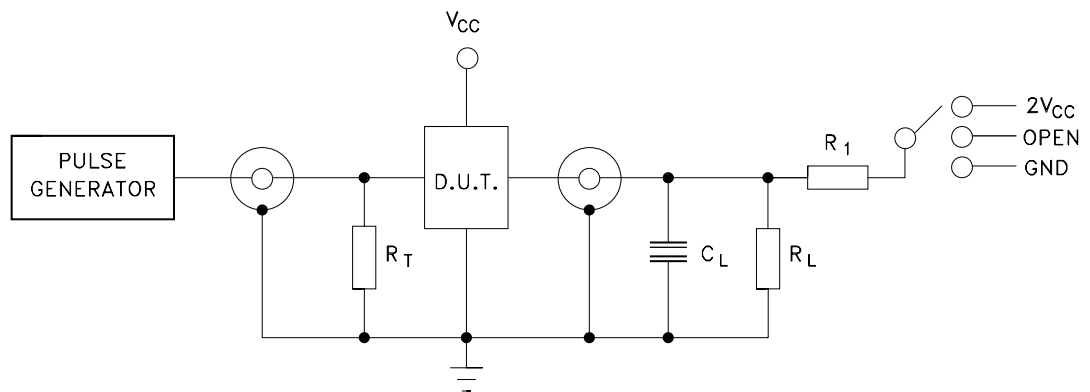 VCC
PULSE
GENERATOR
D.U.T.
RT
CL
RL
R1
2VCC
OPEN
GND